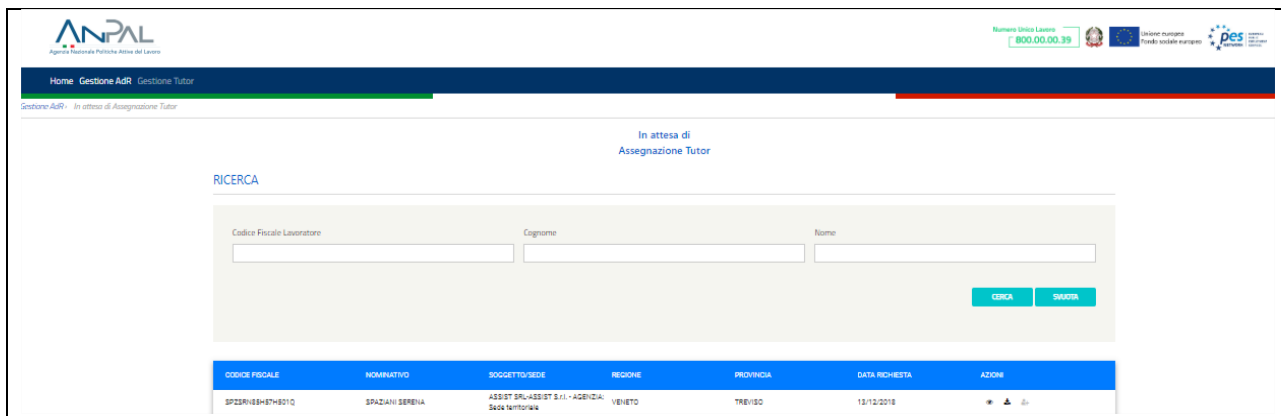 ANPAL
Agenzia Nazionale Politiche Attive del Lavoro
Numero Unico Lavoro
800.00.00.39
Unione europea
Fondo sociale europeo
pes
Home Gestione AdR Gestione Tutor
Gestione AdR › In attesa di Assegnazione Tutor
In attesa di
Assegnazione Tutor
RICERCA
Codice Fiscale Lavoratore Cognome Nome
CERCA SVUOTA
CODICE FISCALE NOMINATIVO SOGGETTO/SEDE REGIONE PROVINCIA DATA RICHIESTA AZIONI
SPAZIANI SERENA ASSIST SRL-ASSIST S.r.l. - AGENZIA: VENETO TREVISO 13/12/2018
Sede territoriale